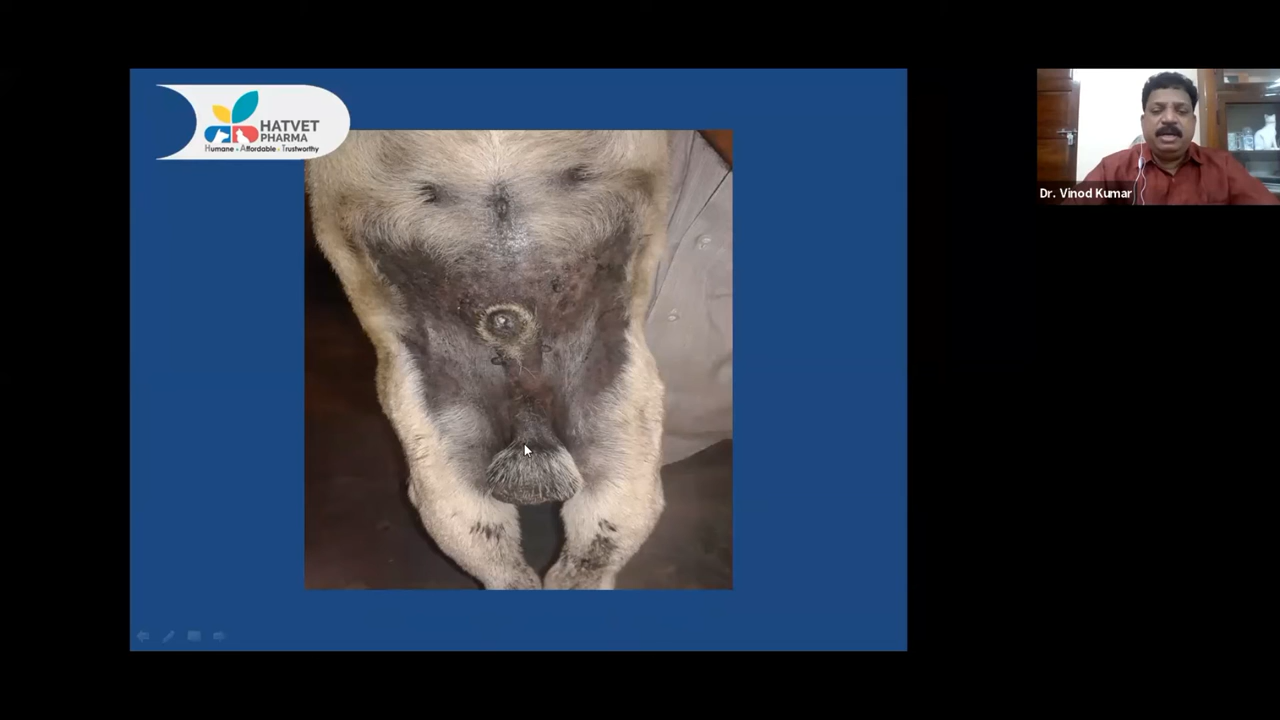 HATVET
PHARMA
Humane • Affordable • Trustworthy
Dr. Vinod Kumar